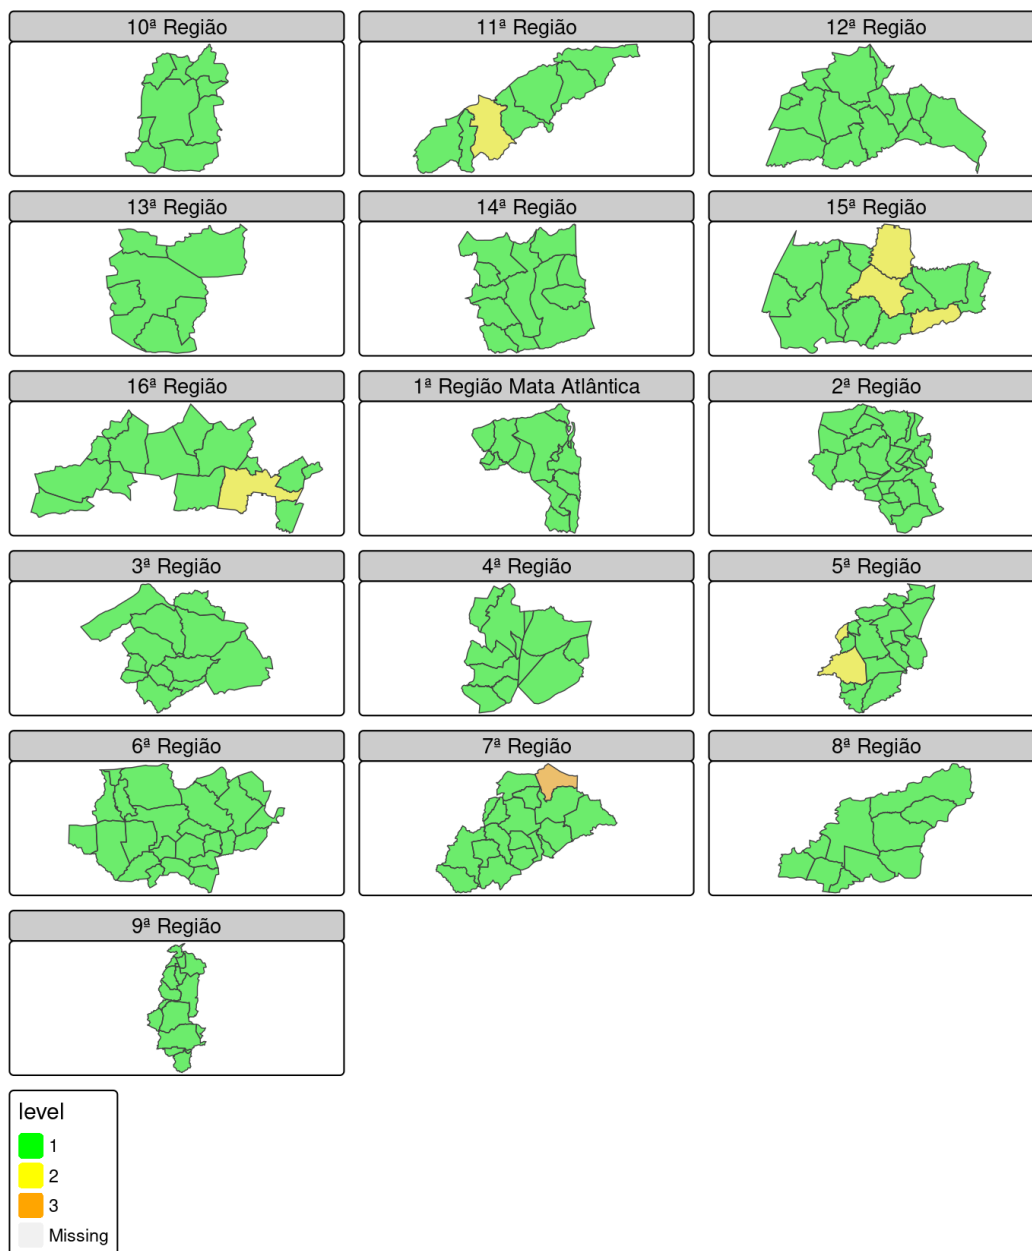 10ª Região
11ª Região
12ª Região
13ª Região
14ª Região
15ª Região
16ª Região
1ª Região Mata Atlântica
2ª Região
3ª Região
4ª Região
5ª Região
6ª Região
7ª Região
8ª Região
9ª Região
level
1
2
3
Missing